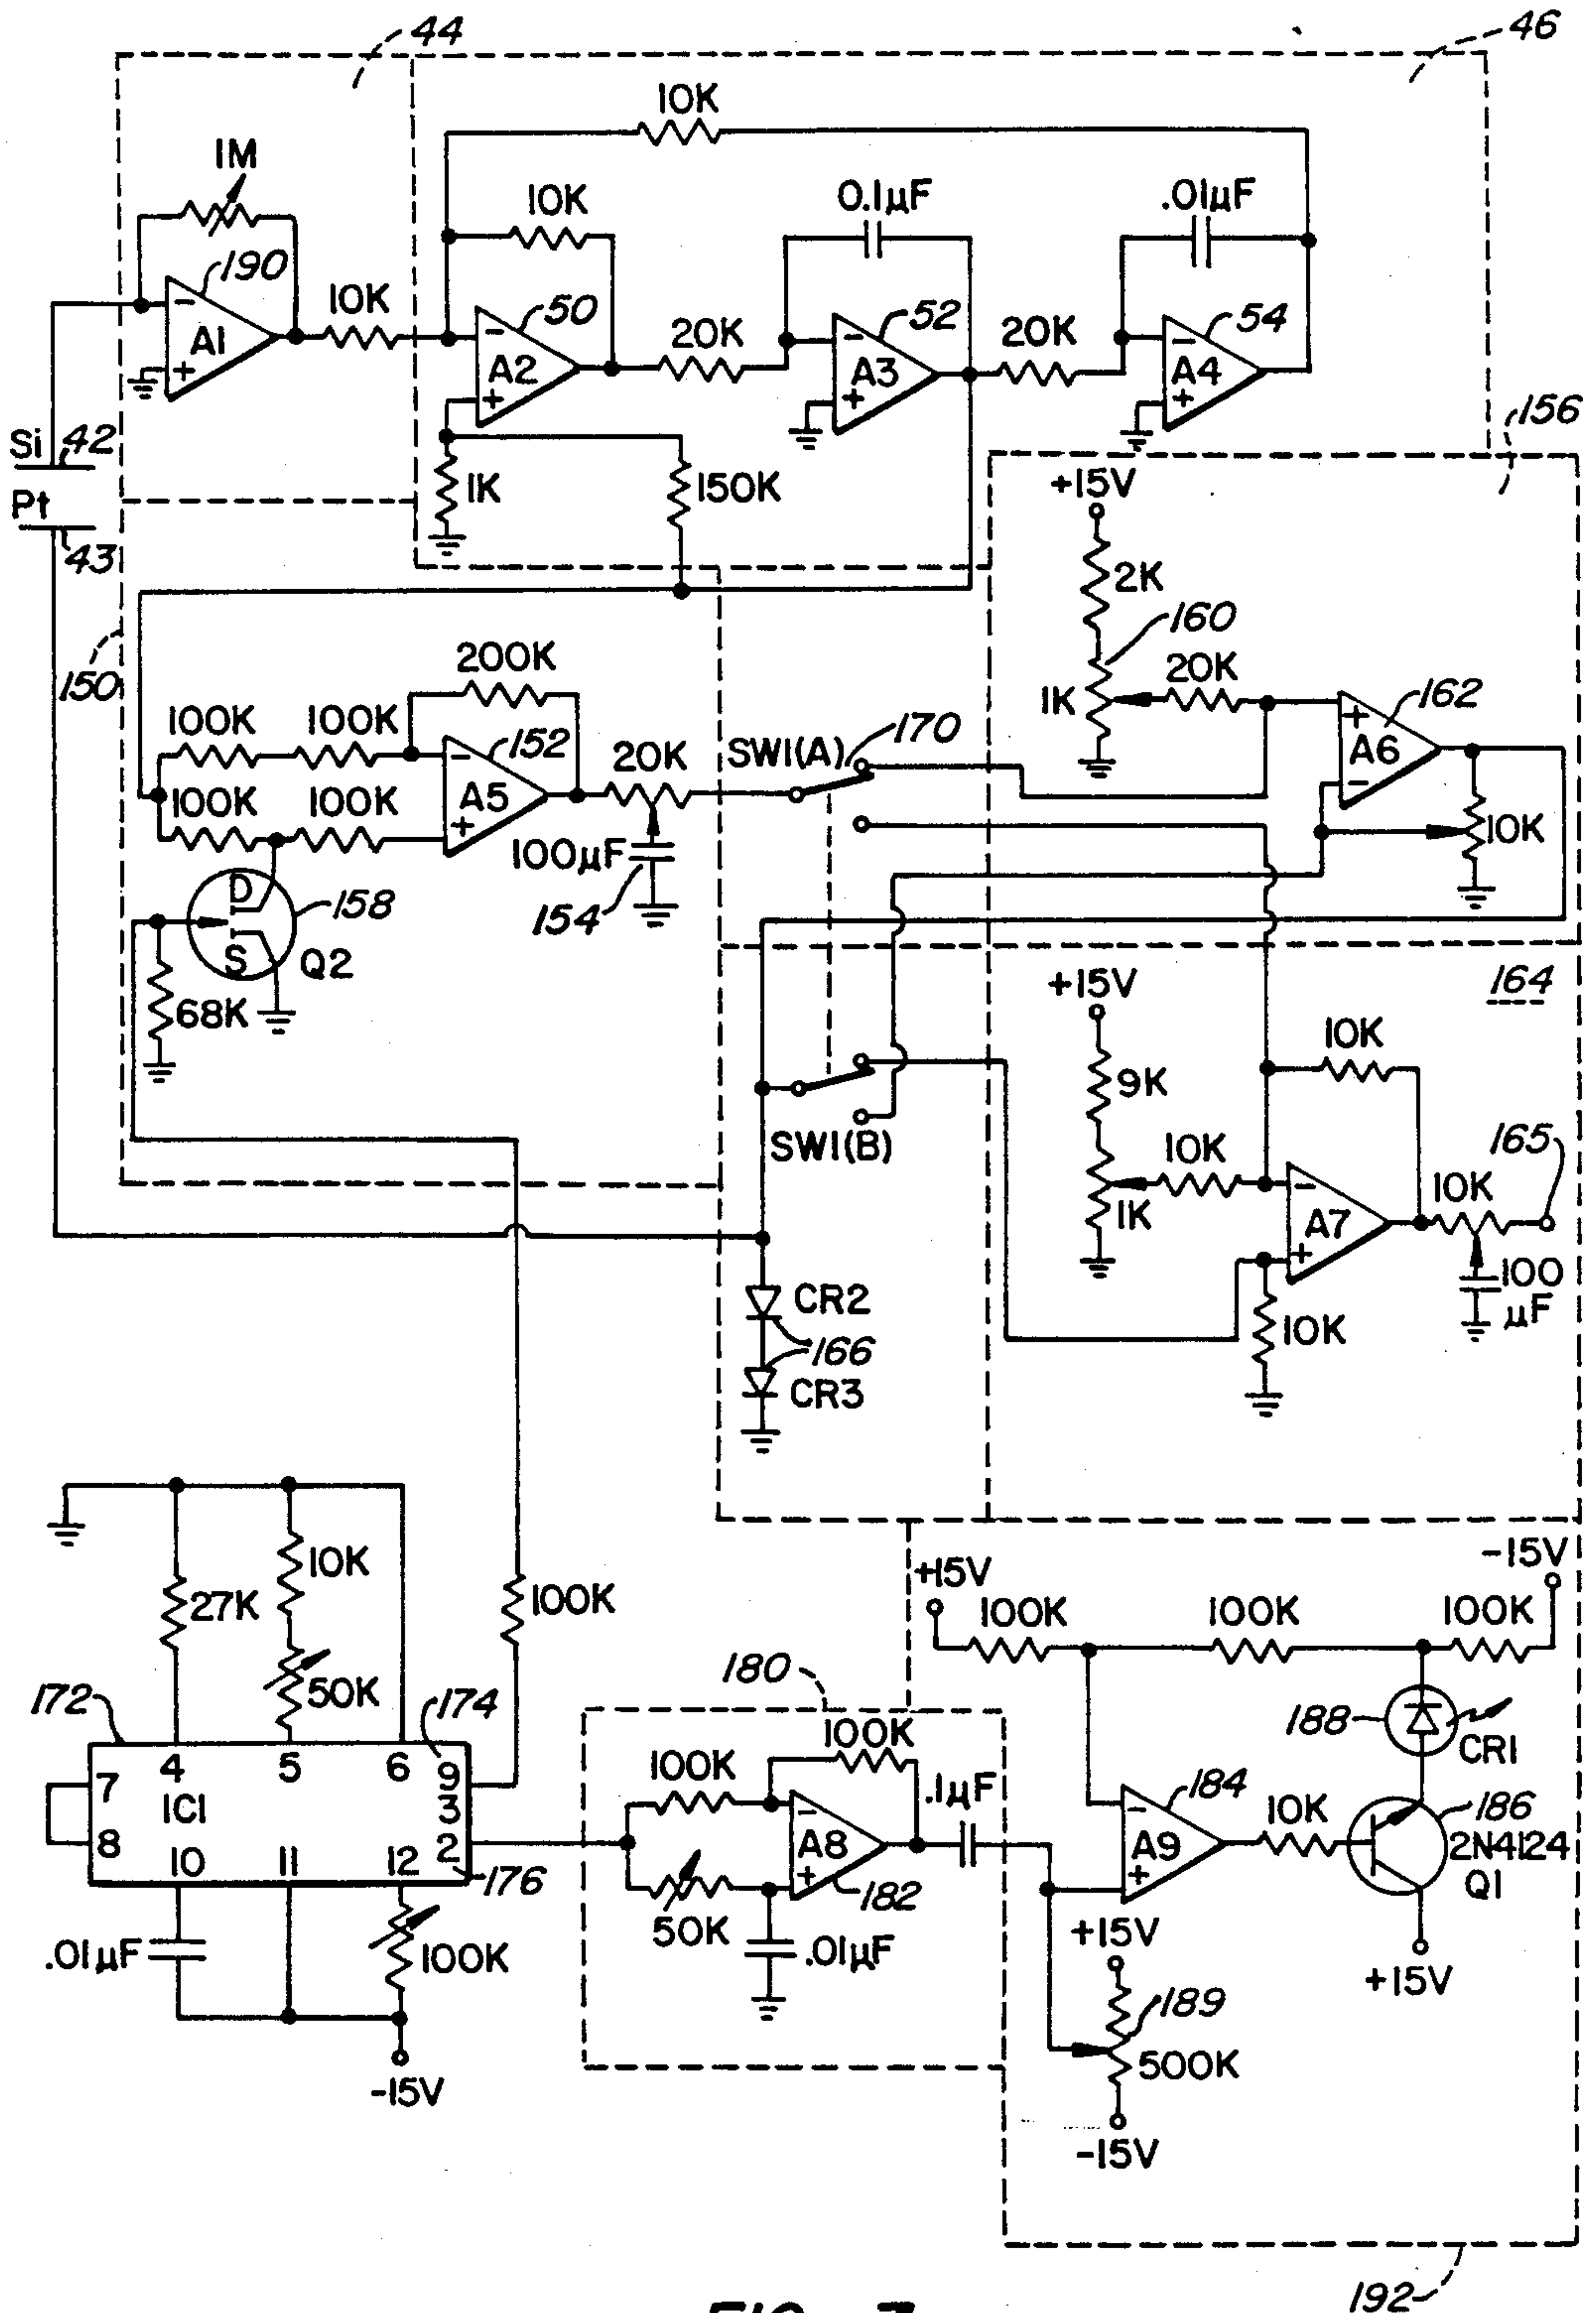 44
46
10K
1M
10K
0.1µF
.01µF
190
50
52
54
10K
20K
20K
A1
A2
A3
A4
-
+
-
+
-
+
-
+
156
Si
42
Pt
43
1K
150K
+15V
2K
160
20K
1K
162
+
A6
-
10K
150
200K
100K
100K
152
20K
SW1(A)
170
100K
100K
-
A5
+
100µF
154
D
S
158
Q2
68K
164
+15V
9K
10K
1K
10K
-
A7
+
10K
165
10K
100
µF
SW1(B)
CR2
166
CR3
10K
27K
50K
100K
172
174
4
5
6
9
7
IC1
3
8
2
10
11
12
176
.01µF
100K
-15V
180
100K
100K
-
A8
+
182
50K
.01µF
.1µF
+15V
100K
100K
100K
-15V
188
CR1
184
-
A9
+
10K
186
2N4124
Q1
+15V
+15V
189
500K
-15V
192